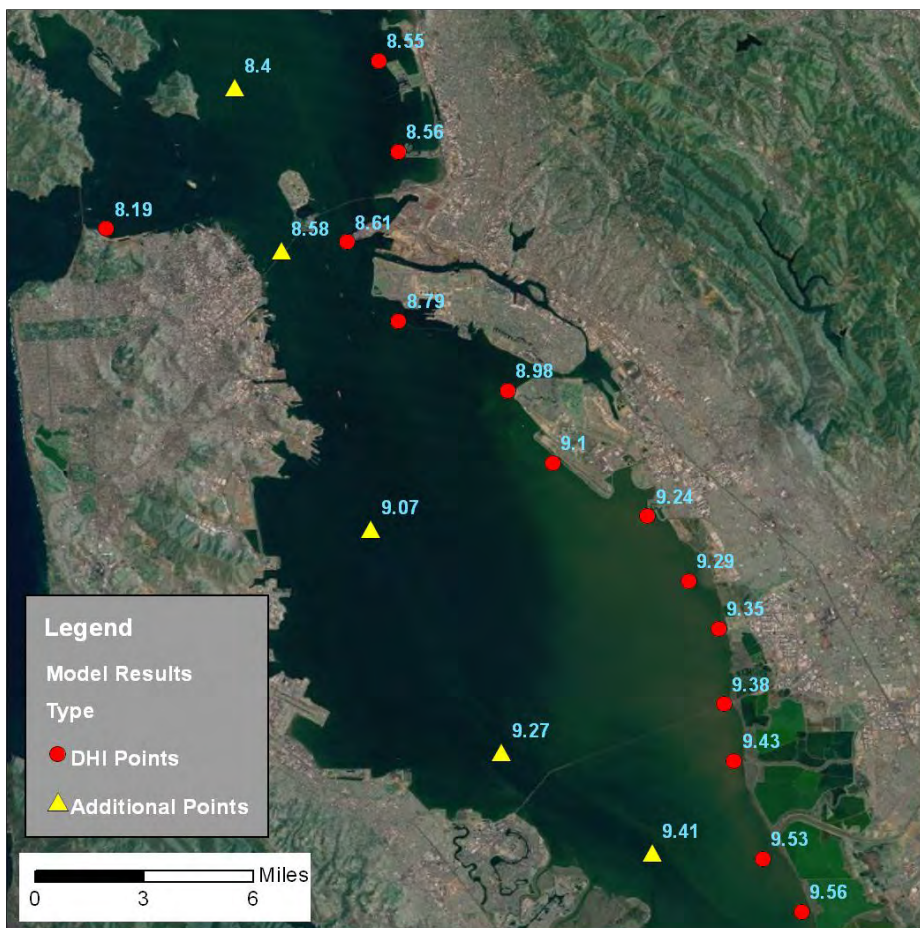 8.55
8.4
8.56
8.19
8.58
8.61
8.79
8.98
9.1
9.07
9.24
9.29
9.35
9.38
9.27
9.43
9.41
9.53
9.56
Legend
Model Results
Type
DHI Points
Additional Points
Miles
0 3 6